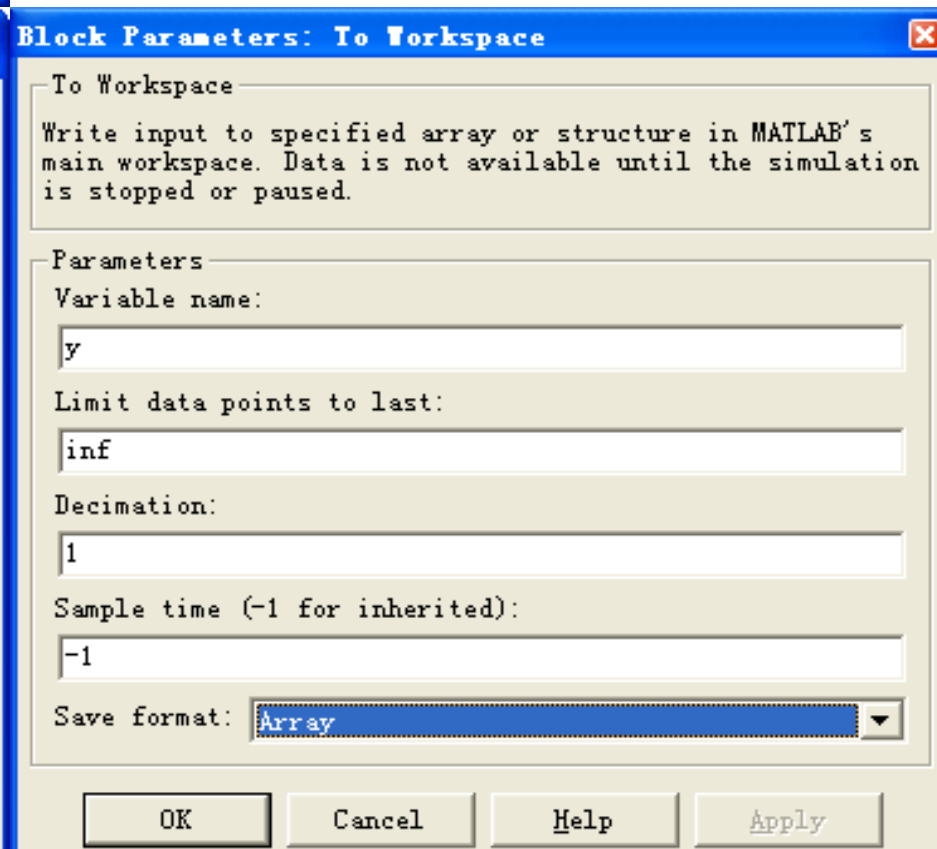 Block Parameters: To Workspace
To Workspace
Write input to specified array or structure in MATLAB's
main workspace. Data is not available until the simulation
is stopped or paused.
Parameters
Variable name:
y
Limit data points to last:
inf
Decimation:
1
Sample time (-1 for inherited):
-1
Save format: Array
OK Cancel Help Apply